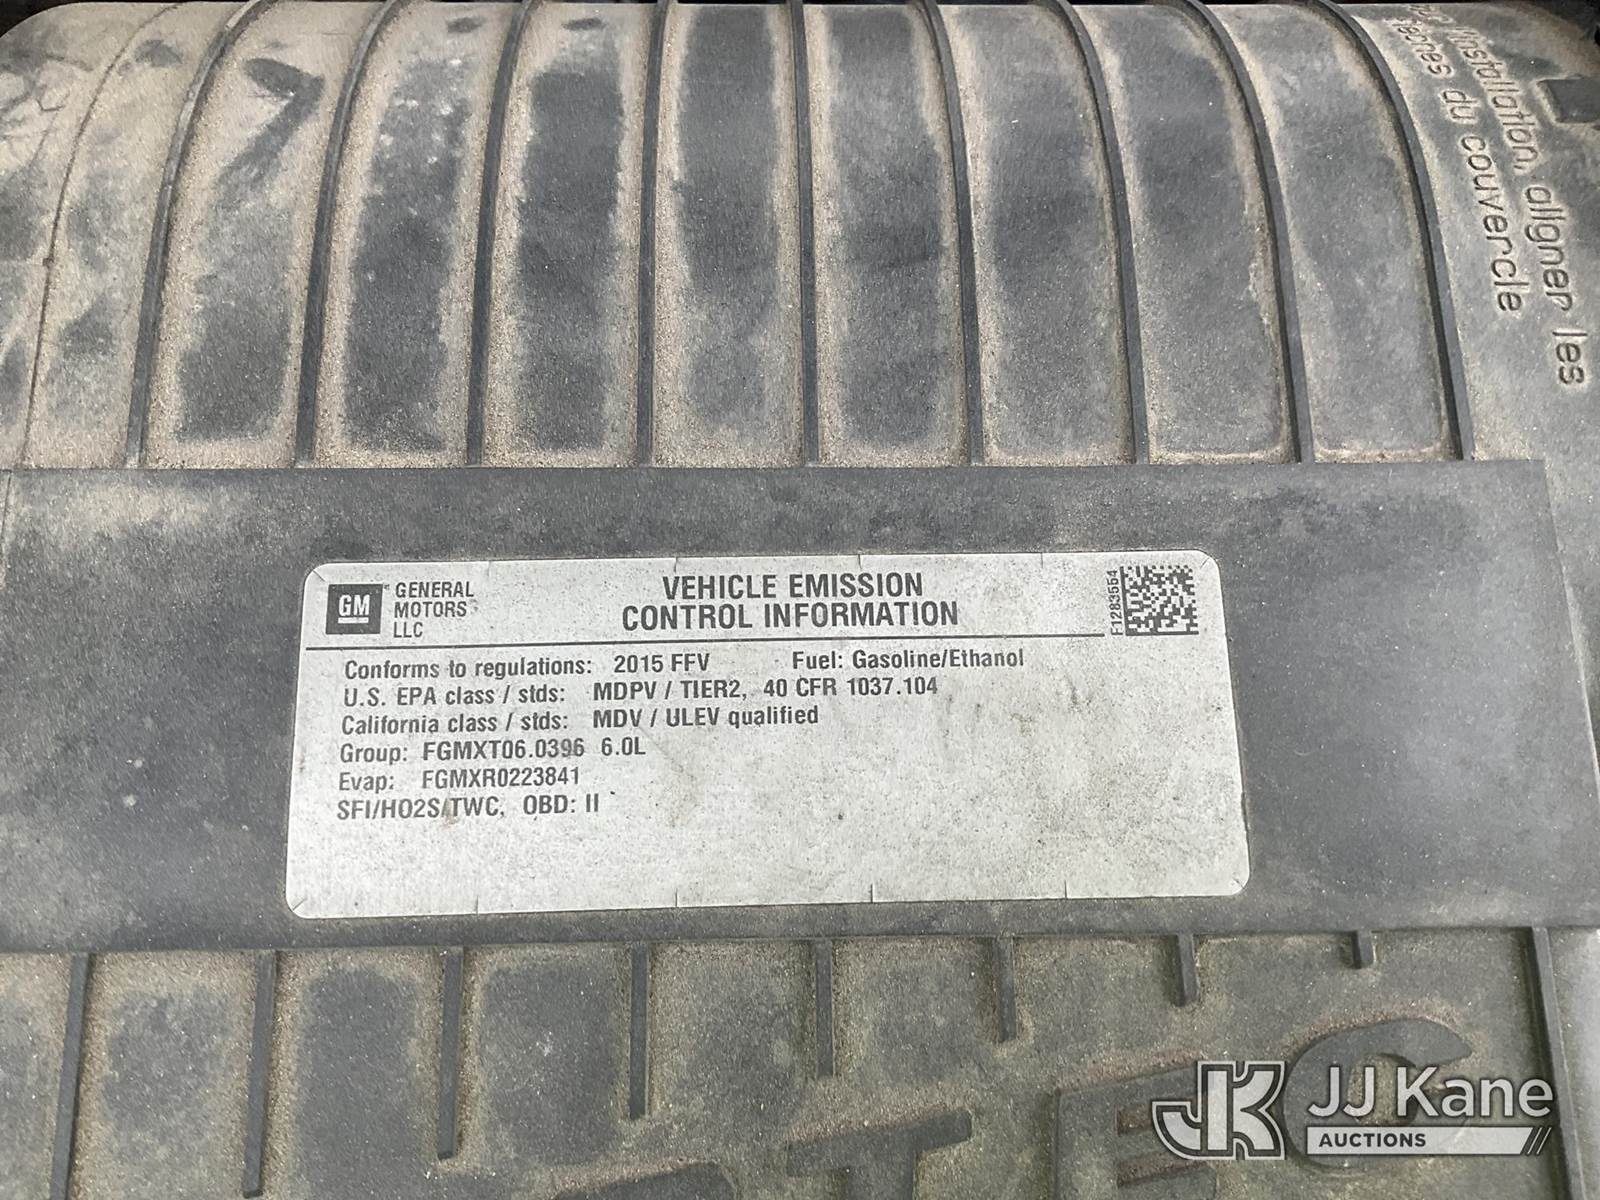 installation, aligner les
du couvercle
GM GENERAL
MOTORS
LLC
VEHICLE EMISSION
CONTROL INFORMATION
F1283554
Conforms to regulations: 2015 FFV Fuel: Gasoline/Ethanol
U.S. EPA class / stds: MDPV / TIER2, 40 CFR 1037.104
California class / stds: MDV / ULEV qualified
Group: FGMXT06.0396 6.0L
Evap: FGMXR0223841
SFI/HO2S/TWC, OBD: II
TEC
JK JJ Kane
AUCTIONS